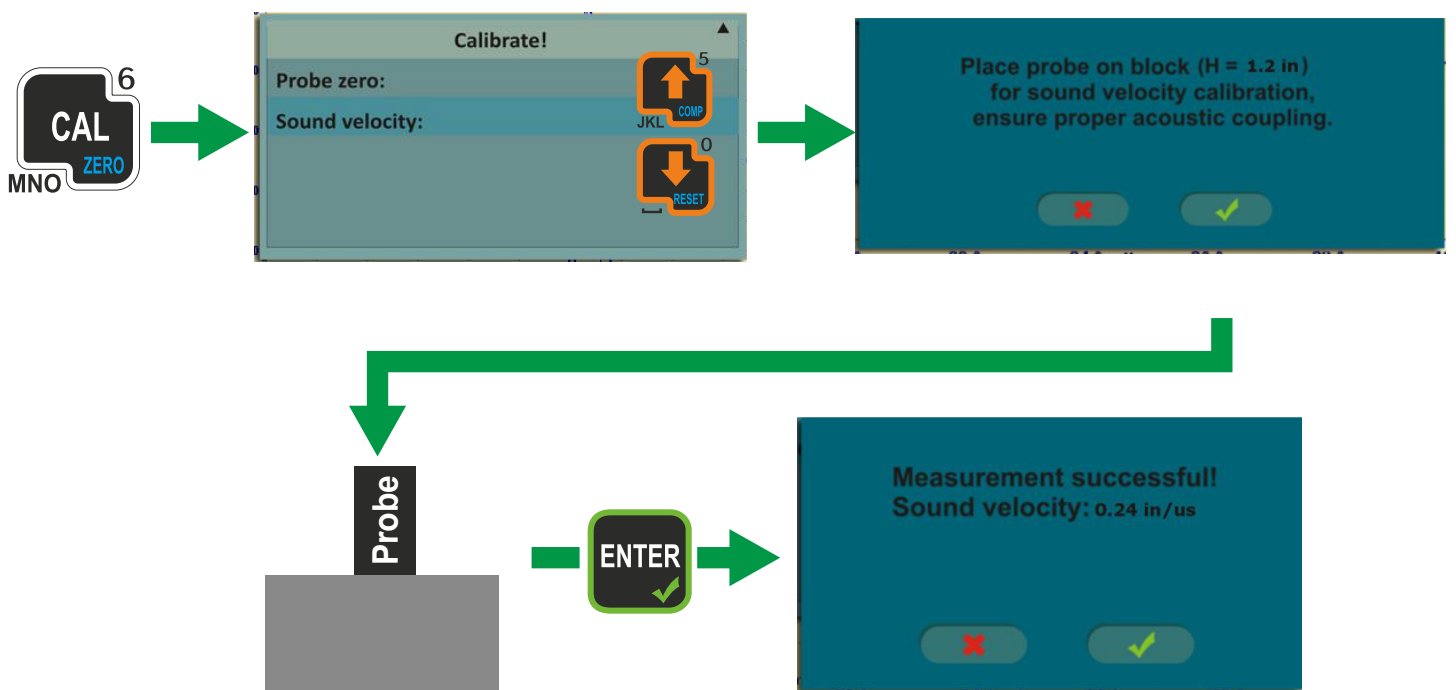 6
CAL
ZERO
MNO
Calibrate!
Probe zero:
Sound velocity:
5
COMP
JKL
0
RESET
Place probe on block (H = 1.2 in)
for sound velocity calibration,
ensure proper acoustic coupling.
Probe
ENTER
Measurement successful!
Sound velocity: 0.24 in/us